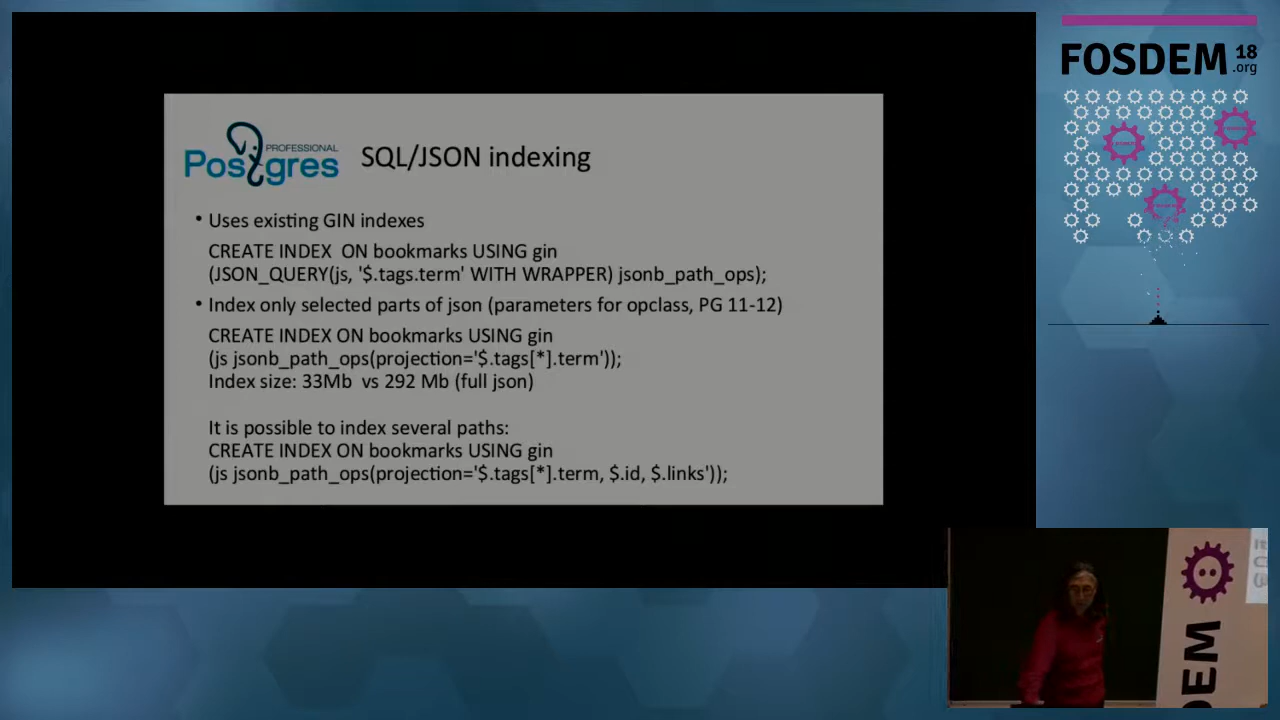 FOSDEM 18
.org
PROFESSIONAL
Postgres
SQL/JSON indexing
• Uses existing GIN indexes
CREATE INDEX ON bookmarks USING gin
(JSON_QUERY(js, '$.tags.term' WITH WRAPPER) jsonb_path_ops);
• Index only selected parts of json (parameters for opclass, PG 11-12)
CREATE INDEX ON bookmarks USING gin
(js jsonb_path_ops(projection='$.tags[*].term'));
Index size: 33Mb vs 292 Mb (full json)
It is possible to index several paths:
CREATE INDEX ON bookmarks USING gin
(js jsonb_path_ops(projection='$.tags[*].term, $.id, $.links'));
FOSDEM